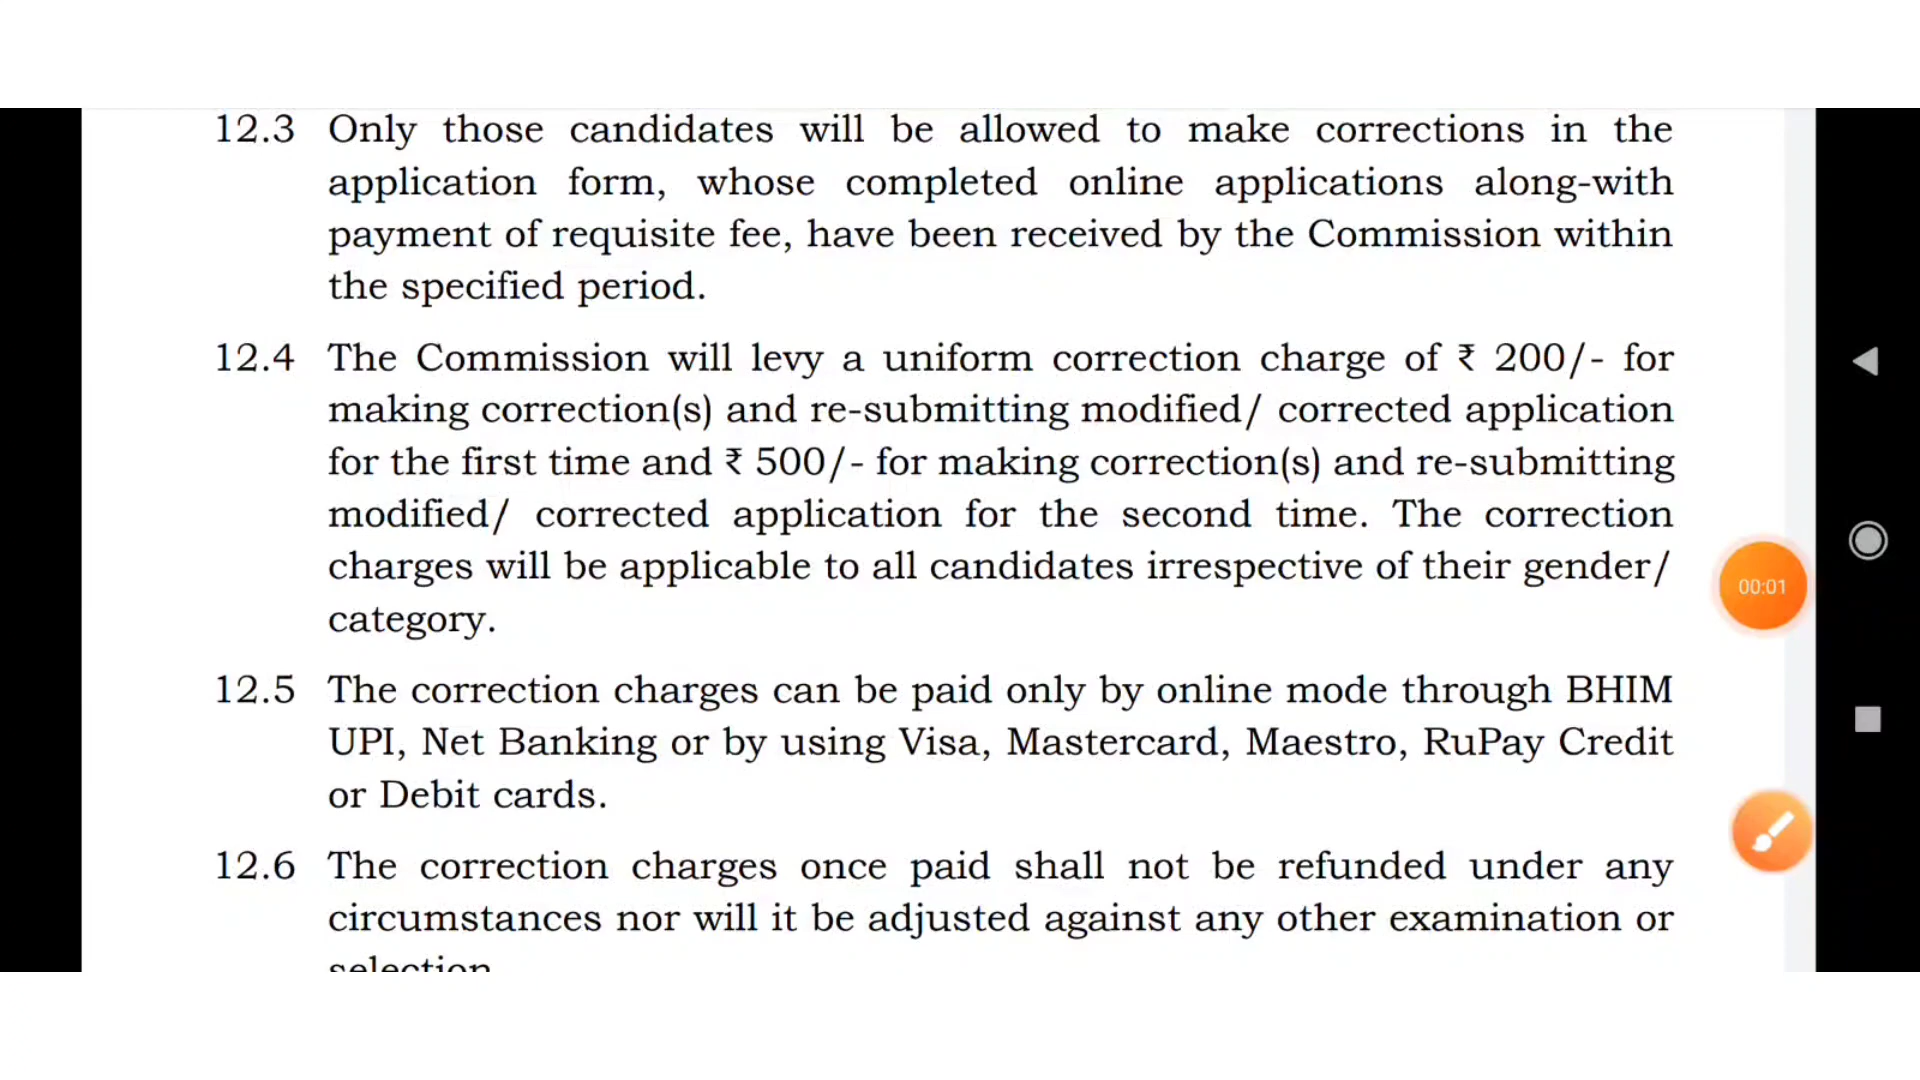 12.3 Only those candidates will be allowed to make corrections in the
application form, whose completed online applications along-with
payment of requisite fee, have been received by the Commission within
the specified period.
12.4 The Commission will levy a uniform correction charge of ₹ 200/- for
making correction(s) and re-submitting modified/ corrected application
for the first time and ₹ 500/- for making correction(s) and re-submitting
modified/ corrected application for the second time. The correction
charges will be applicable to all candidates irrespective of their gender/
category.
00:01
12.5 The correction charges can be paid only by online mode through BHIM
UPI, Net Banking or by using Visa, Mastercard, Maestro, RuPay Credit
or Debit cards.
12.6 The correction charges once paid shall not be refunded under any
circumstances nor will it be adjusted against any other examination or
selection